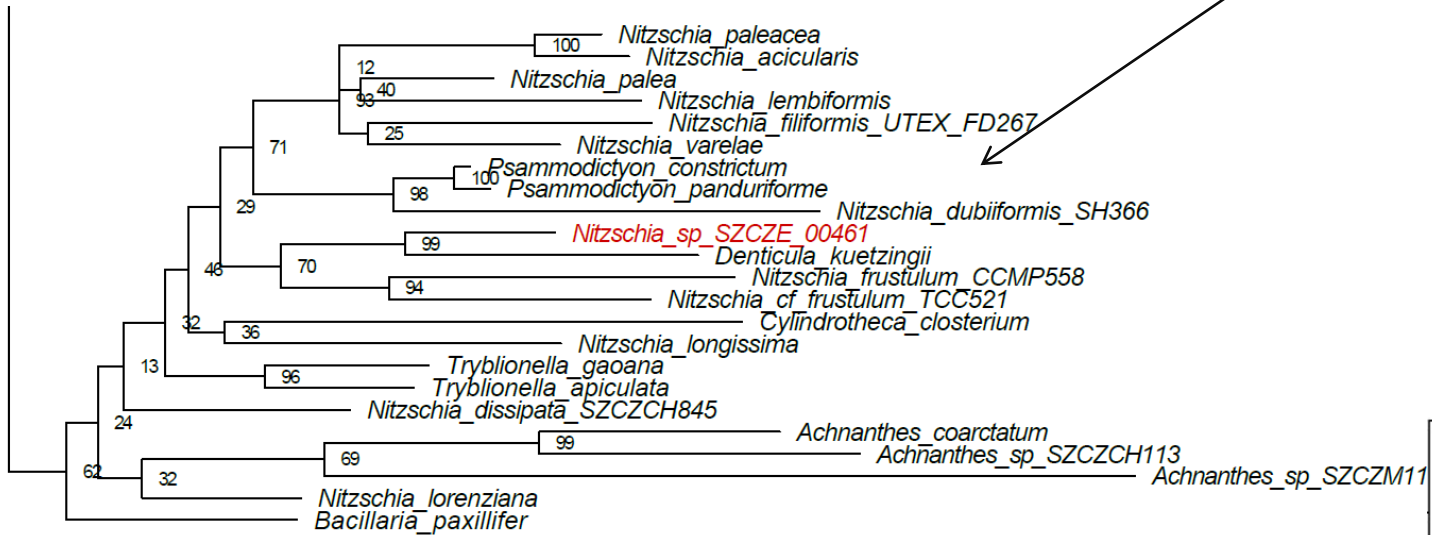 Nitzschia_paleacea
100
Nitzschia_acicularis
12
Nitzschia_palea
40
93
Nitzschia_lembiformis
Nitzschia_filiformis_UTEX_FD267
25
71
Nitzschia_varelae
Psammodictyon_constrictum
100
Psammodictyon_panduriforme
98
29
Nitzschia_dubiiformis_SH366
Nitzschia_sp_SZCZE_00461
99
Denticula_kuetzingii
46
70
Nitzschia_frustulum_CCMP558
94
Nitzschia_cf_frustulum_TCC521
32
Cylindrotheca_closterium
36
Nitzschia_longissima
13
Tryblionella_gaoana
96
Tryblionella_apiculata
Nitzschia_dissipata_SZCZCH845
24
Achnanthes_coarctatum
99
Achnanthes_sp_SZCZCH113
69
62
Achnanthes_sp_SZCZM11
32
Nitzschia_lorenziana
Bacillaria_paxillifer